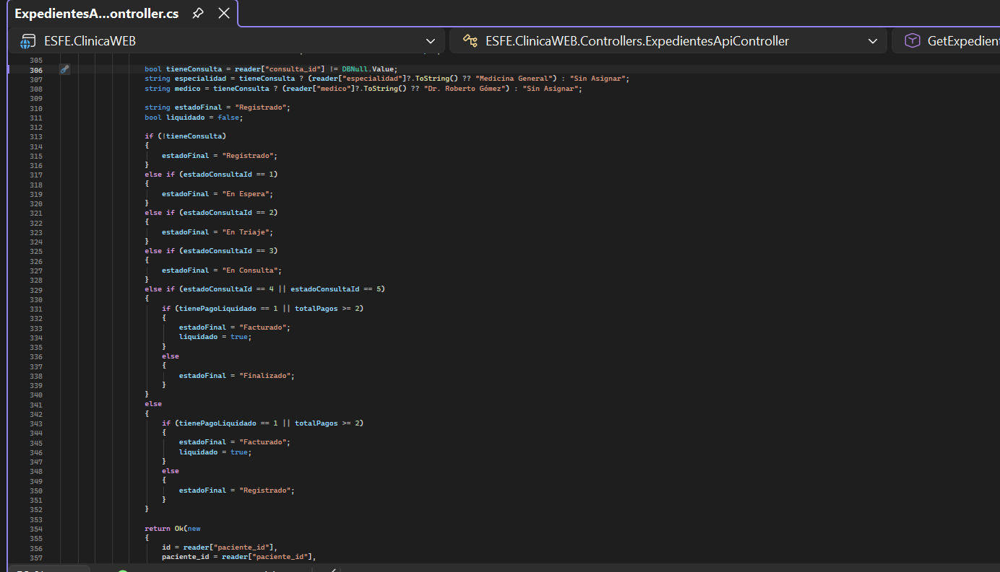 ExpedientesA...ontroller.cs
ESFE.ClinicaWEB
ESFE.ClinicaWEB.Controllers.ExpedientesApiController
GetExpedient
305
306 bool tieneConsulta = reader["consulta_id"] != DBNull.Value;
307 string especialidad = tieneConsulta ? (reader["especialidad"]?.ToString() ?? "Medicina General") : "Sin Asignar";
308 string medico = tieneConsulta ? (reader["medico"]?.ToString() ?? "Dr. Roberto Gómez") : "Sin Asignar";
309
310 string estadoFinal = "Registrado";
311 bool liquidado = false;
312
313 if (!tieneConsulta)
314 {
315 estadoFinal = "Registrado";
316 }
317 else if (estadoConsultaId == 1)
318 {
319 estadoFinal = "En Espera";
320 }
321 else if (estadoConsultaId == 2)
322 {
323 estadoFinal = "En Triaje";
324 }
325 else if (estadoConsultaId == 3)
326 {
327 estadoFinal = "En Consulta";
328 }
329 else if (estadoConsultaId == 4 || estadoConsultaId == 5)
330 {
331 if (tienePagoLiquidado == 1 || totalPagos >= 2)
332 {
333 estadoFinal = "Facturado";
334 liquidado = true;
335 }
336 else
337 {
338 estadoFinal = "Finalizado";
339 }
340 }
341 else
342 {
343 if (tienePagoLiquidado == 1 || totalPagos >= 2)
344 {
345 estadoFinal = "Facturado";
346 liquidado = true;
347 }
348 else
349 {
350 estadoFinal = "Registrado";
351 }
352 }
353
354 return Ok(new
355 {
356 id = reader["paciente_id"],
357 paciente_id = reader["paciente_id"],